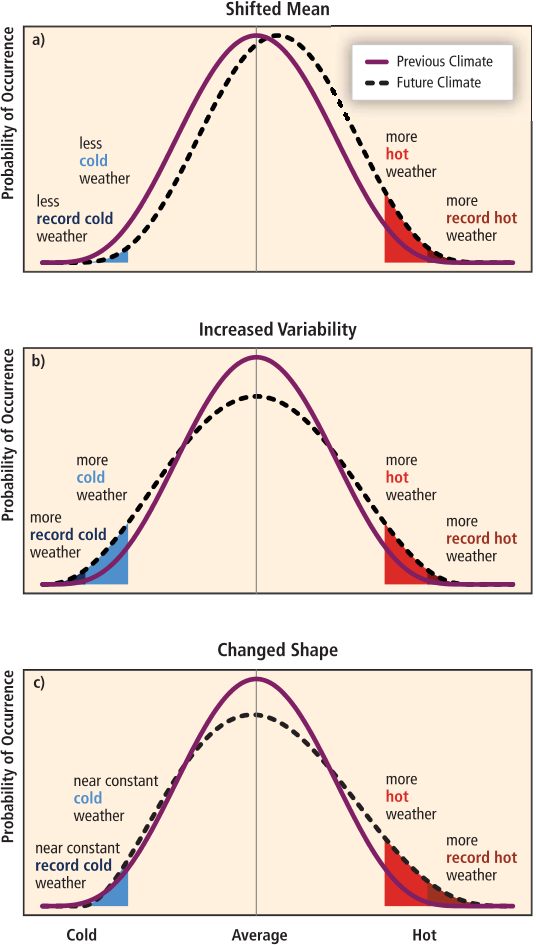 Shifted Mean
Probability of Occurrence
a)
Previous Climate
Future Climate
less
cold
weather
less
record cold
weather
more
hot
weather
more
record hot
weather
Increased Variability
Probability of Occurrence
b)
more
cold
weather
more
record cold
weather
more
hot
weather
more
record hot
weather
Changed Shape
Probability of Occurrence
c)
near constant
cold
weather
near constant
record cold
weather
more
hot
weather
more
record hot
weather
Cold
Average
Hot